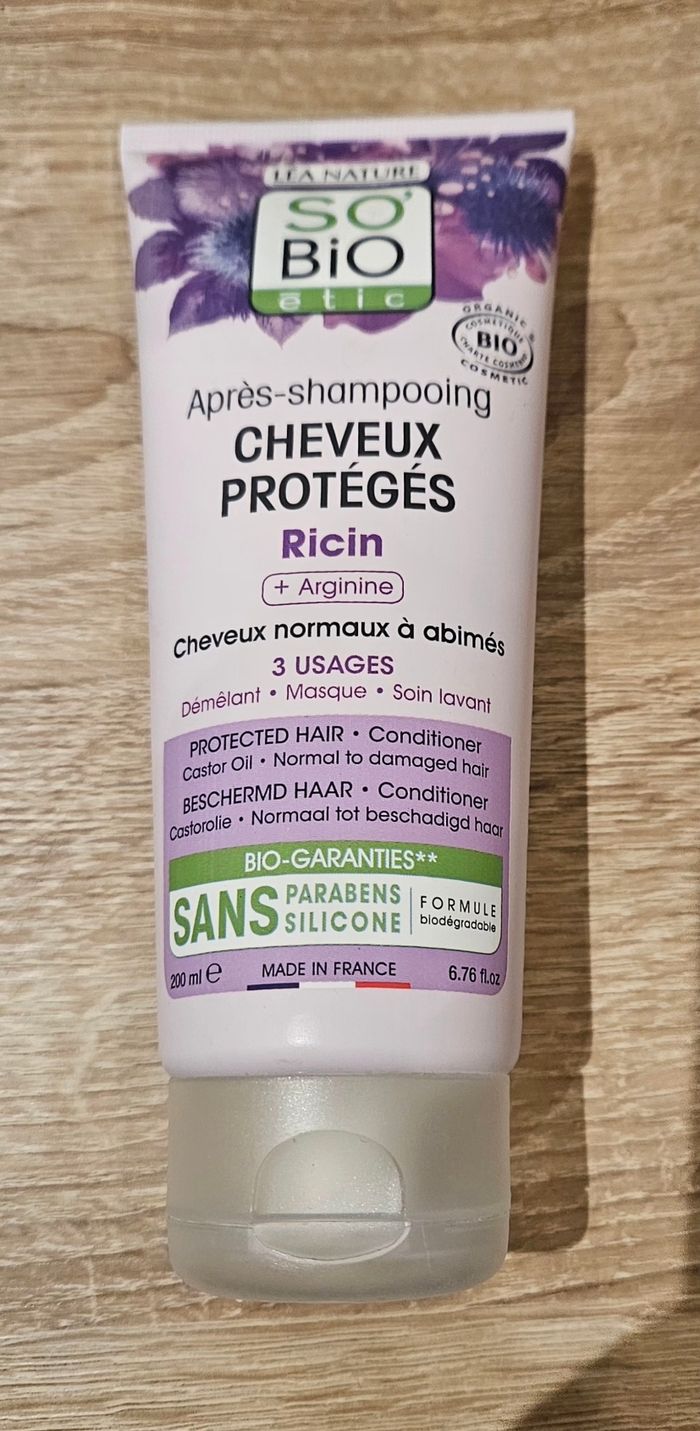 LÉA NATURE
SO'
BiO
étic
ORGANIC
COSMÉTIQUE
BIO
CHARTE COSMEBIO
COSMETIC
Après-shampooing
CHEVEUX
PROTÉGÉS
Ricin
+ Arginine
Cheveux normaux à abimés
3 USAGES
Démêlant • Masque • Soin lavant
PROTECTED HAIR • Conditioner
Castor Oil • Normal to damaged hair
BESCHERMD HAAR • Conditioner
Castorolie • Normaal tot beschadigd haar
BIO-GARANTIES**
SANS PARABENS
SILICONE
FORMULE
biodégradable
200 ml e MADE IN FRANCE 6.76 fl.oz